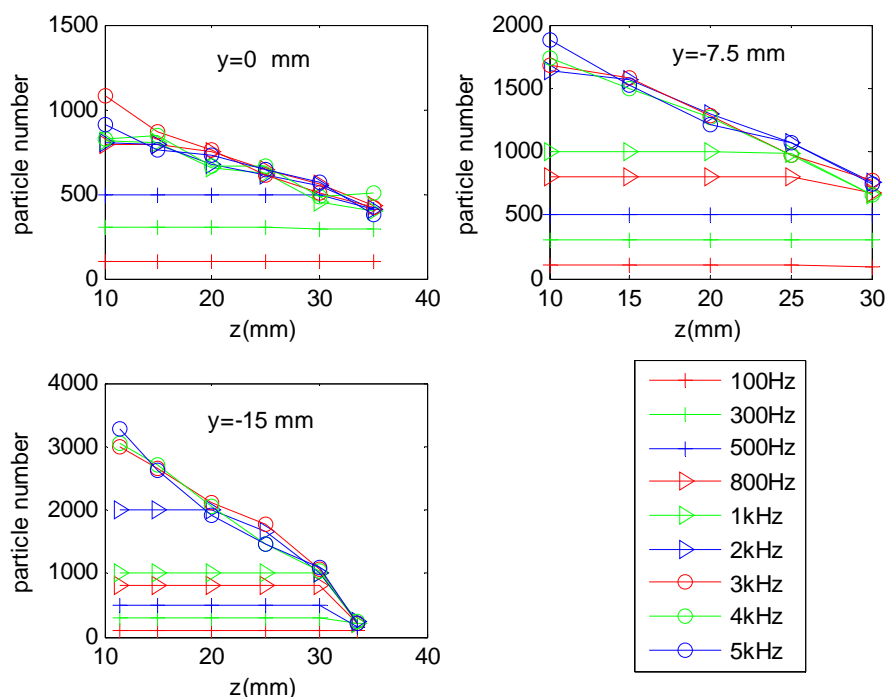 1500
y=0 mm
1000
particle number
500
0
10
20
30
40
z(mm)
2000
y=-7.5 mm
1500
particle number
1000
500
0
10
15
20
25
30
z(mm)
4000
y=-15 mm
3000
particle number
2000
1000
0
10
20
30
40
z(mm)
100Hz
300Hz
500Hz
800Hz
1kHz
2kHz
3kHz
4kHz
5kHz